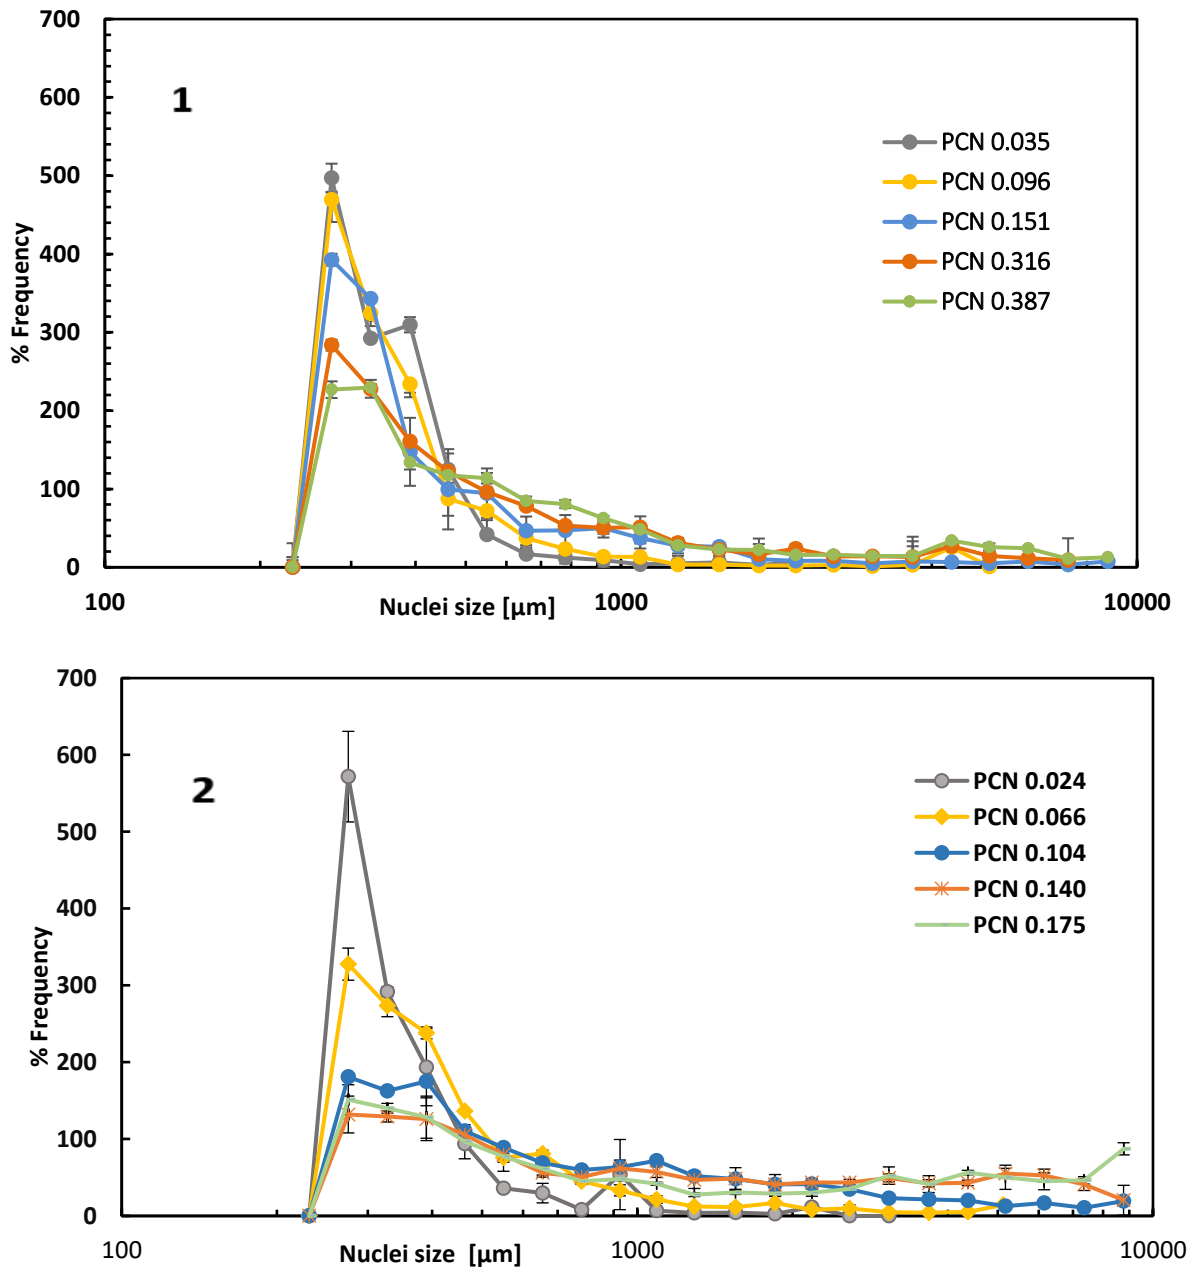 700
600
500
400
300
200
100
0
% Frequency
1
PCN 0.035
PCN 0.096
PCN 0.151
PCN 0.316
PCN 0.387
100
1000
10000
Nuclei size [µm]
700
600
500
400
300
200
100
0
% Frequency
2
PCN 0.024
PCN 0.066
PCN 0.104
PCN 0.140
PCN 0.175
100
1000
10000
Nuclei size [µm]